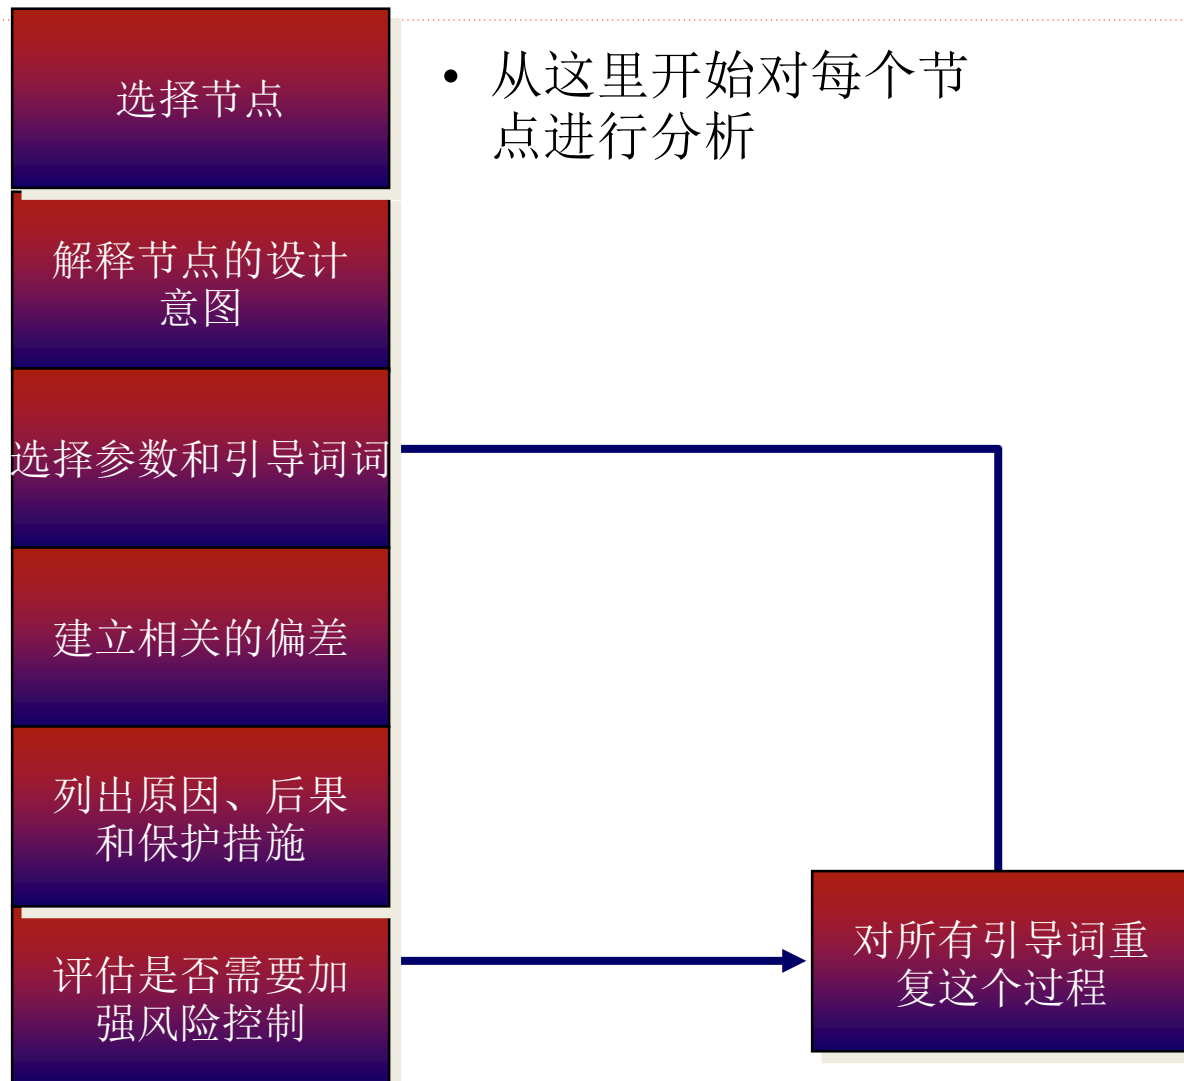 选择节点
• 从这里开始对每个节
点进行分析
解释节点的设计
意图
选择参数和引导词词
建立相关的偏差
列出原因、后果
和保护措施
评估是否需要加
强风险控制
对所有引导词重
复这个过程